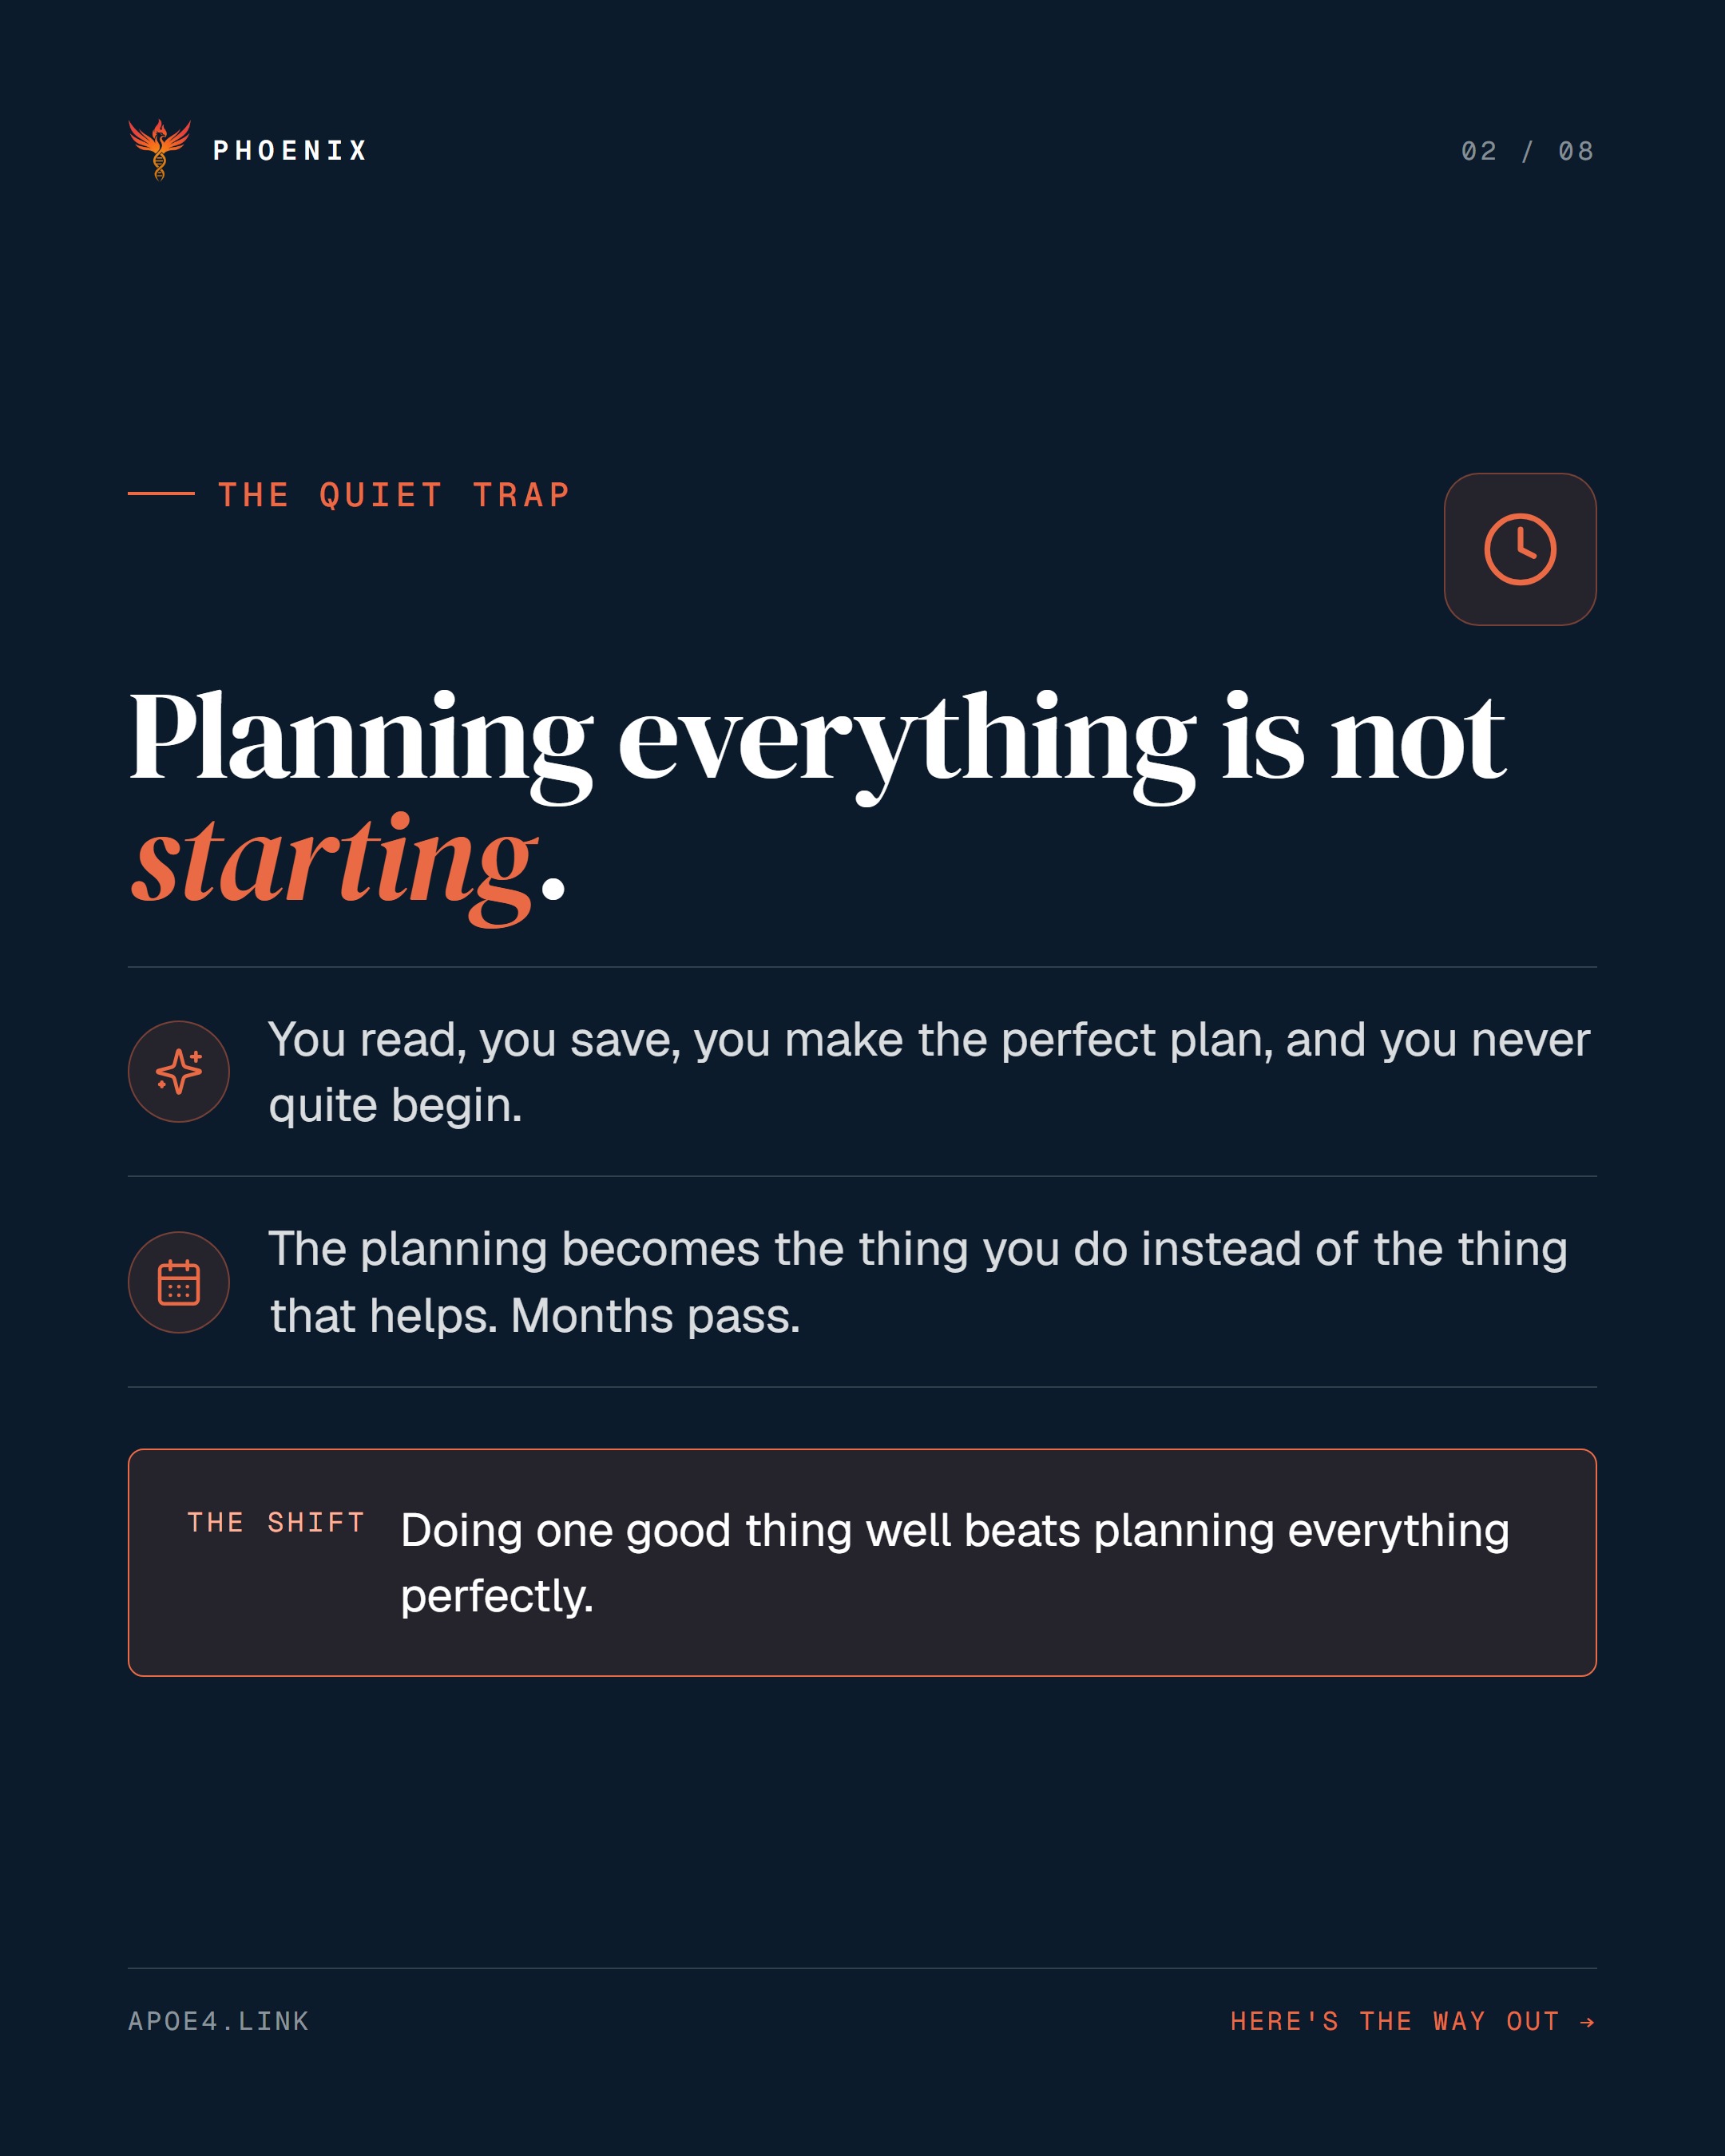 PHOENIX
02 / 08
THE QUIET TRAP
Planning everything is not
starting.
You read, you save, you make the perfect plan, and you never
quite begin.
The planning becomes the thing you do instead of the thing
that helps. Months pass.
THE SHIFT
Doing one good thing well beats planning everything
perfectly.
APOE4.LINK
HERE'S THE WAY OUT →